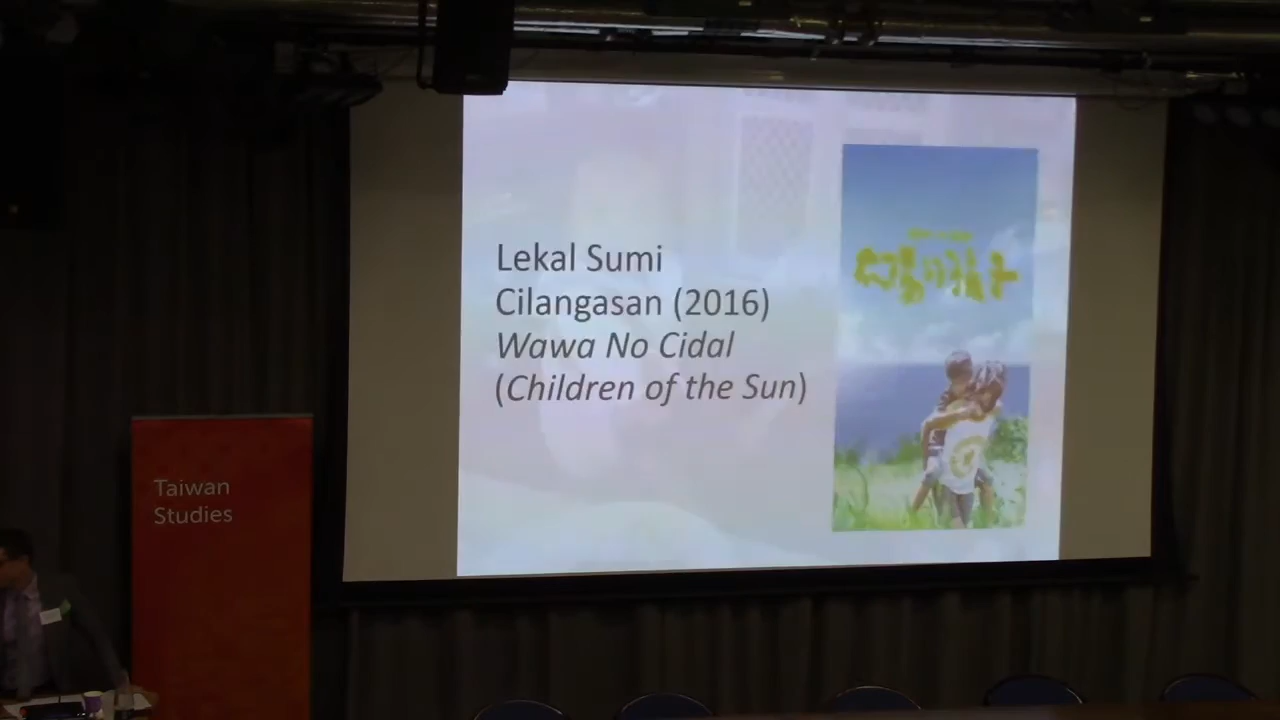 Lekal Sumi
Cilangasan (2016)
Wawa No Cidal
(Children of the Sun)
Taiwan
Studies